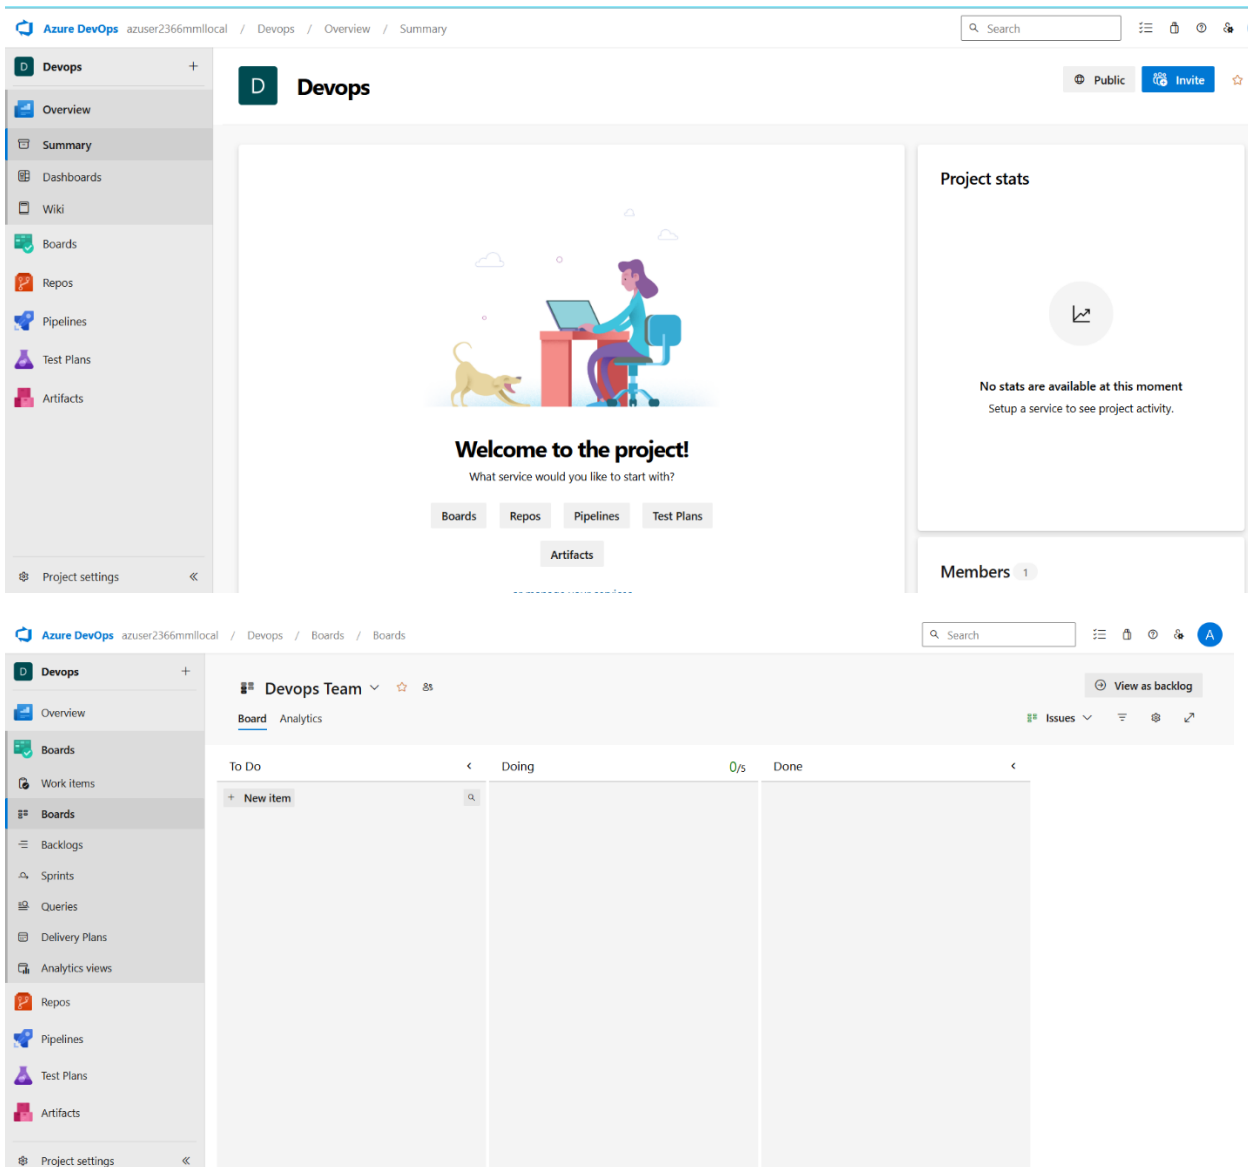 Azure DevOps azuser2366mmllocal / Devops / Overview / Summary
Search
D Devops +
Overview
Summary
Dashboards
Wiki
Boards
Repos
Pipelines
Test Plans
Artifacts
Project settings
D Devops
Public
Invite
Welcome to the project!
What service would you like to start with?
Boards Repos Pipelines Test Plans
Artifacts
or manage your services
Project stats
No stats are available at this moment
Setup a service to see project activity.
Members 1
Azure DevOps azuser2366mmllocal / Devops / Boards / Boards
Search
A
D Devops +
Overview
Boards
Work items
Boards
Backlogs
Sprints
Queries
Delivery Plans
Analytics views
Repos
Pipelines
Test Plans
Artifacts
Project settings
Devops Team
View as backlog
Board Analytics
Issues
To Do
Doing 0/5
Done
+ New item